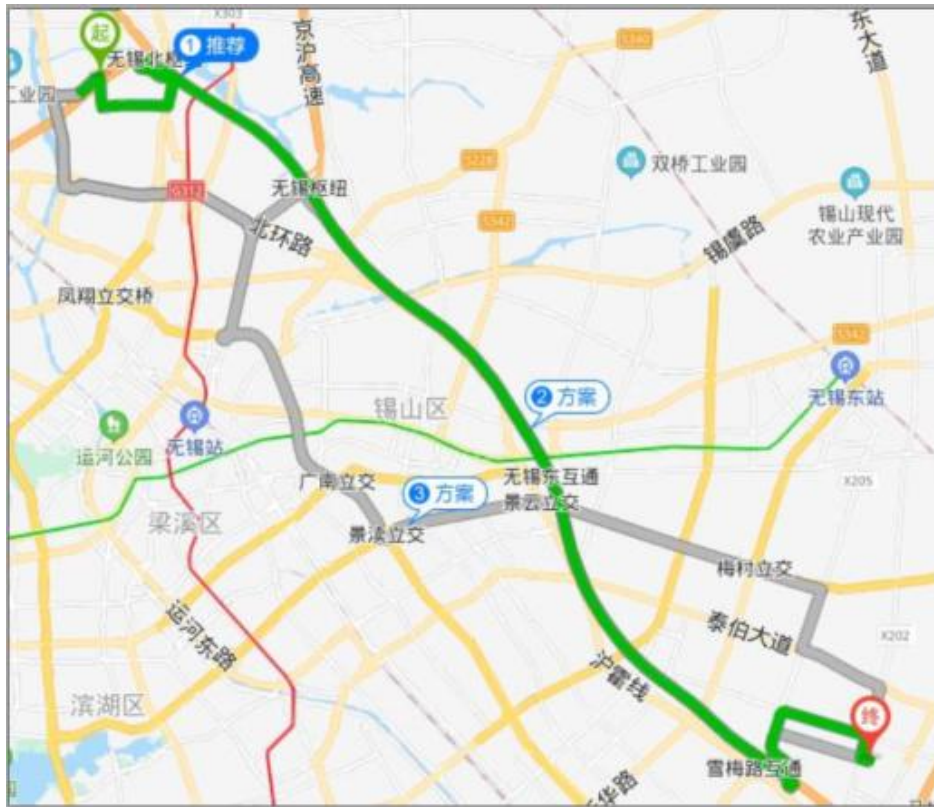 X303
起
无锡北枢
1 推荐
京沪高速
S340
东大道
工业园
S228
双桥工业园
无锡枢纽
G312
锡山现代
农业产业园
S342
北环路
锡虞路
凤翔立交桥
S342
2 方案
无锡东站
锡山区
运河公园
无锡站
广南立交
3 方案
无锡东互通
景云立交
X205
梁溪区
景渎立交
梅村立交
运河东路
泰伯大道
X202
沪霍线
滨湖区
终
雪梅路互通
华路